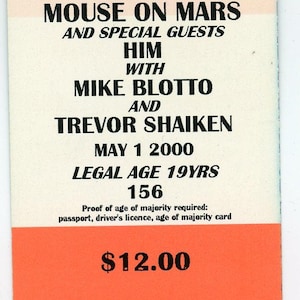 MOUSE ON MARS
AND SPECIAL GUESTS
HIM
WITH
MIKE BLOTTO
AND
TREVOR SHAIKEN
MAY 1 2000
LEGAL AGE 19YRS
156
Proof of age of majority required:
passport, driver's licence, age of majority card
$12.00